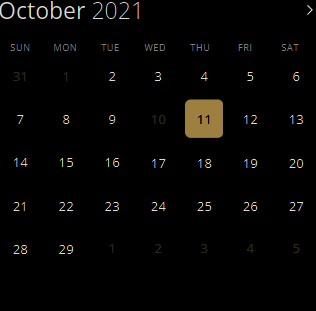 October 2021
SUN MON TUE WED THU FRI SAT
31 1 2 3 4 5 6
7 8 9 10 11 12 13
14 15 16 17 18 19 20
21 22 23 24 25 26 27
28 29 1 2 3 4 5